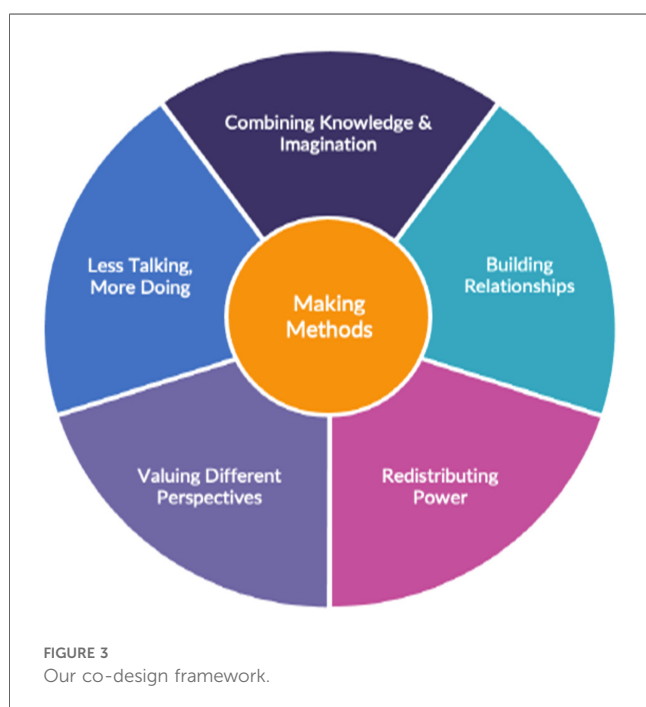 Combining Knowledge &
Imagination
Less Talking,
More Doing
Building
Relationships
Making
Methods
Valuing Different
Perspectives
Redistributing
Power
FIGURE 3
Our co-design framework.